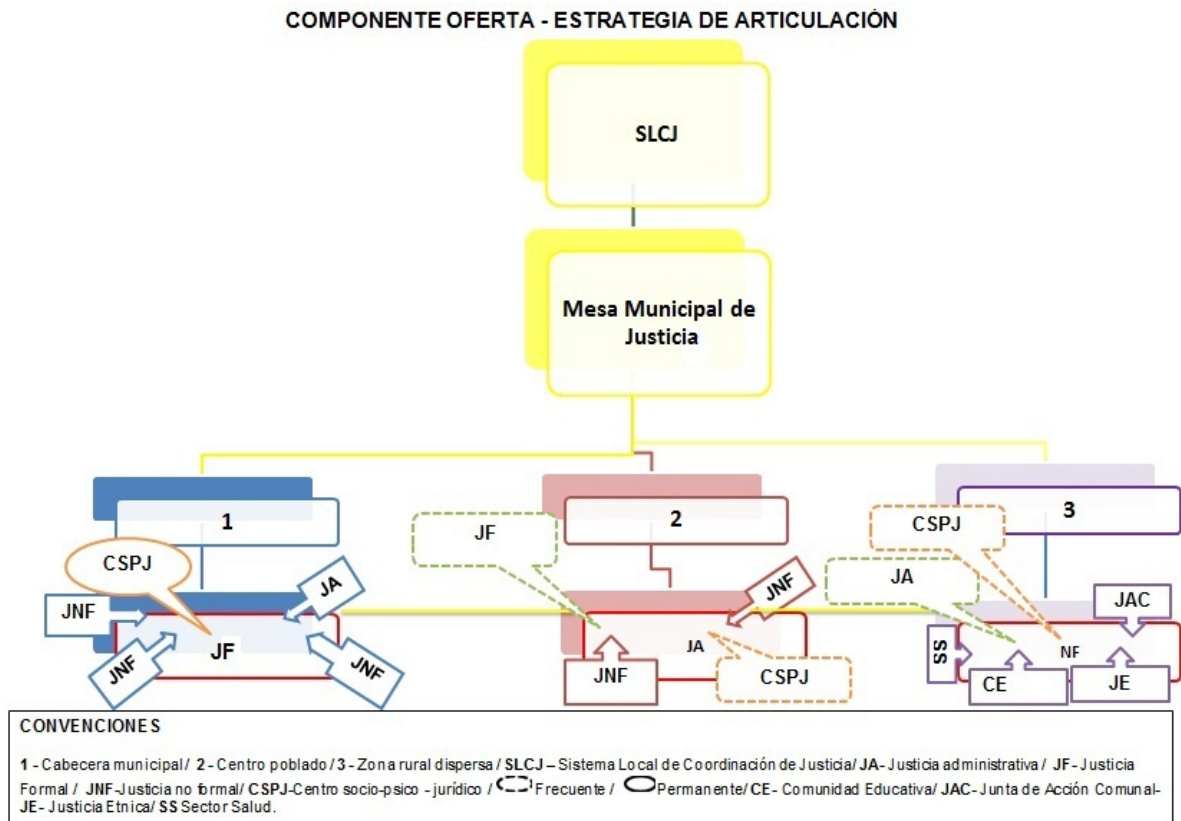 COMPONENTE OFERTA - ESTRATEGIA DE ARTICULACIÓN
SLCJ
Mesa Municipal de
Justicia
1
2
3
CSPJ
JF
CSPJ
JA
JNF
JA
JNF
JF
JNF
JNF
JA
JNF
CSPJ
JAC
SS
NF
CE
JE
JNF
CONVENCIONES
1 - Cabecera municipal/ 2 - Centro poblado / 3 - Zona rural dispersa / SLCJ – Sistema Local de Coordinación de Justicia/ JA- Justicia administrativa / JF- Justicia
Formal / JNF-Justicia no formal/ CSPJ-Centro socio-psico - jurídico / Frecuente / Permanente/ CE- Comunidad Educativa/ JAC- Junta de Acción Comunal-
JE- Justicia Etnica/ SS Sector Salud.